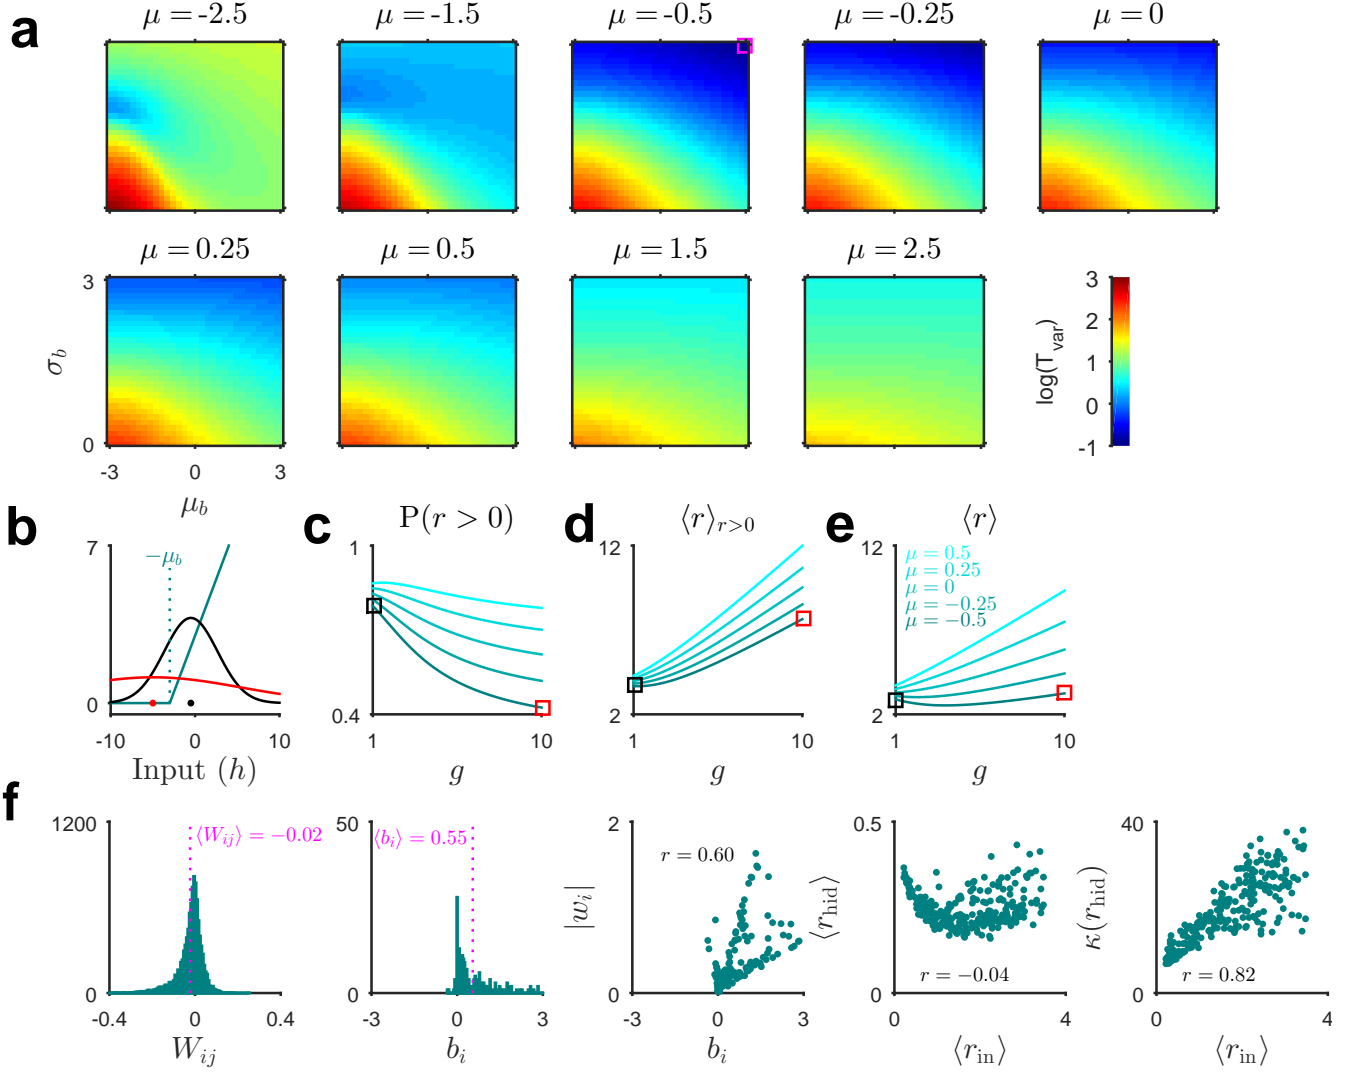 a
μ = -2.5
μ = -1.5
μ = -0.5
μ = -0.25
μ = 0
μ = 0.25
μ = 0.5
μ = 1.5
μ = 2.5
3
σ_b
0
-3 0 3
μ_b
log(T_var)
3
2
1
0
-1
b
7
0
−μ_b
-10 0 10
Input (h)
c
P(r > 0)
1
0.4
1 10
g
d
⟨r⟩_{r>0}
12
2
1 10
g
e
⟨r⟩
12
2
μ = 0.5
μ = 0.25
μ = 0
μ = −0.25
μ = −0.5
1 10
g
f
1200
0
⟨W_ij⟩ = −0.02
-0.4 0 0.4
W_ij
50
0
⟨b_i⟩ = 0.55
-3 0 3
b_i
2
|w_i|
0
r = 0.60
-3 0 3
b_i
0.5
⟨r_hid⟩
0
r = −0.04
0 2 4
⟨r_in⟩
40
κ(r_hid)
0
r = 0.82
0 2 4
⟨r_in⟩